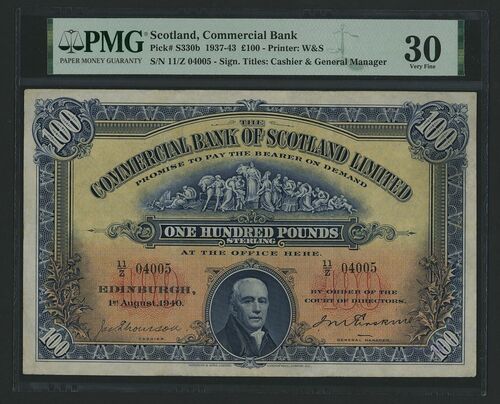 PMG
PAPER MONEY GUARANTY
Scotland, Commercial Bank
Pick# S330b 1937-43 £100 - Printer: W&S
S/N 11/Z 04005 - Sign. Titles: Cashier & General Manager
30
Very Fine
100
100
THE
COMMERCIAL BANK OF SCOTLAND LIMITED
PROMISE TO PAY THE BEARER ON DEMAND
ONE HUNDRED POUNDS
STERLING
AT THE OFFICE HERE.
11/Z 04005
11/Z 04005
100
100
EDINBURGH,
1st August, 1940.
BY ORDER OF THE
COURT OF DIRECTORS.
CASHIER.
GENERAL MANAGER.
100
100